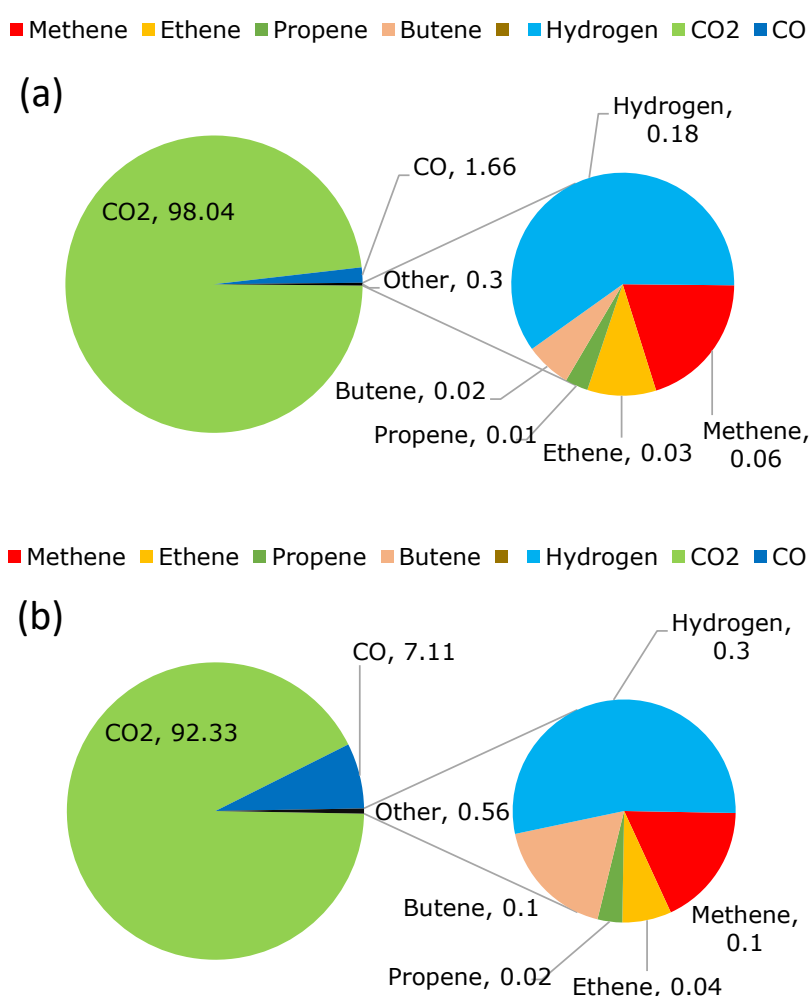 Methene Ethene Propene Butene Hydrogen CO2 CO
(a)
Hydrogen,
0.18
CO, 1.66
CO2, 98.04
Other, 0.3
Butene, 0.02
Propene, 0.01
Ethene, 0.03
Methene,
0.06
Methene Ethene Propene Butene Hydrogen CO2 CO
(b)
Hydrogen,
0.3
CO, 7.11
CO2, 92.33
Other, 0.56
Butene, 0.1
Methene,
0.1
Propene, 0.02
Ethene, 0.04